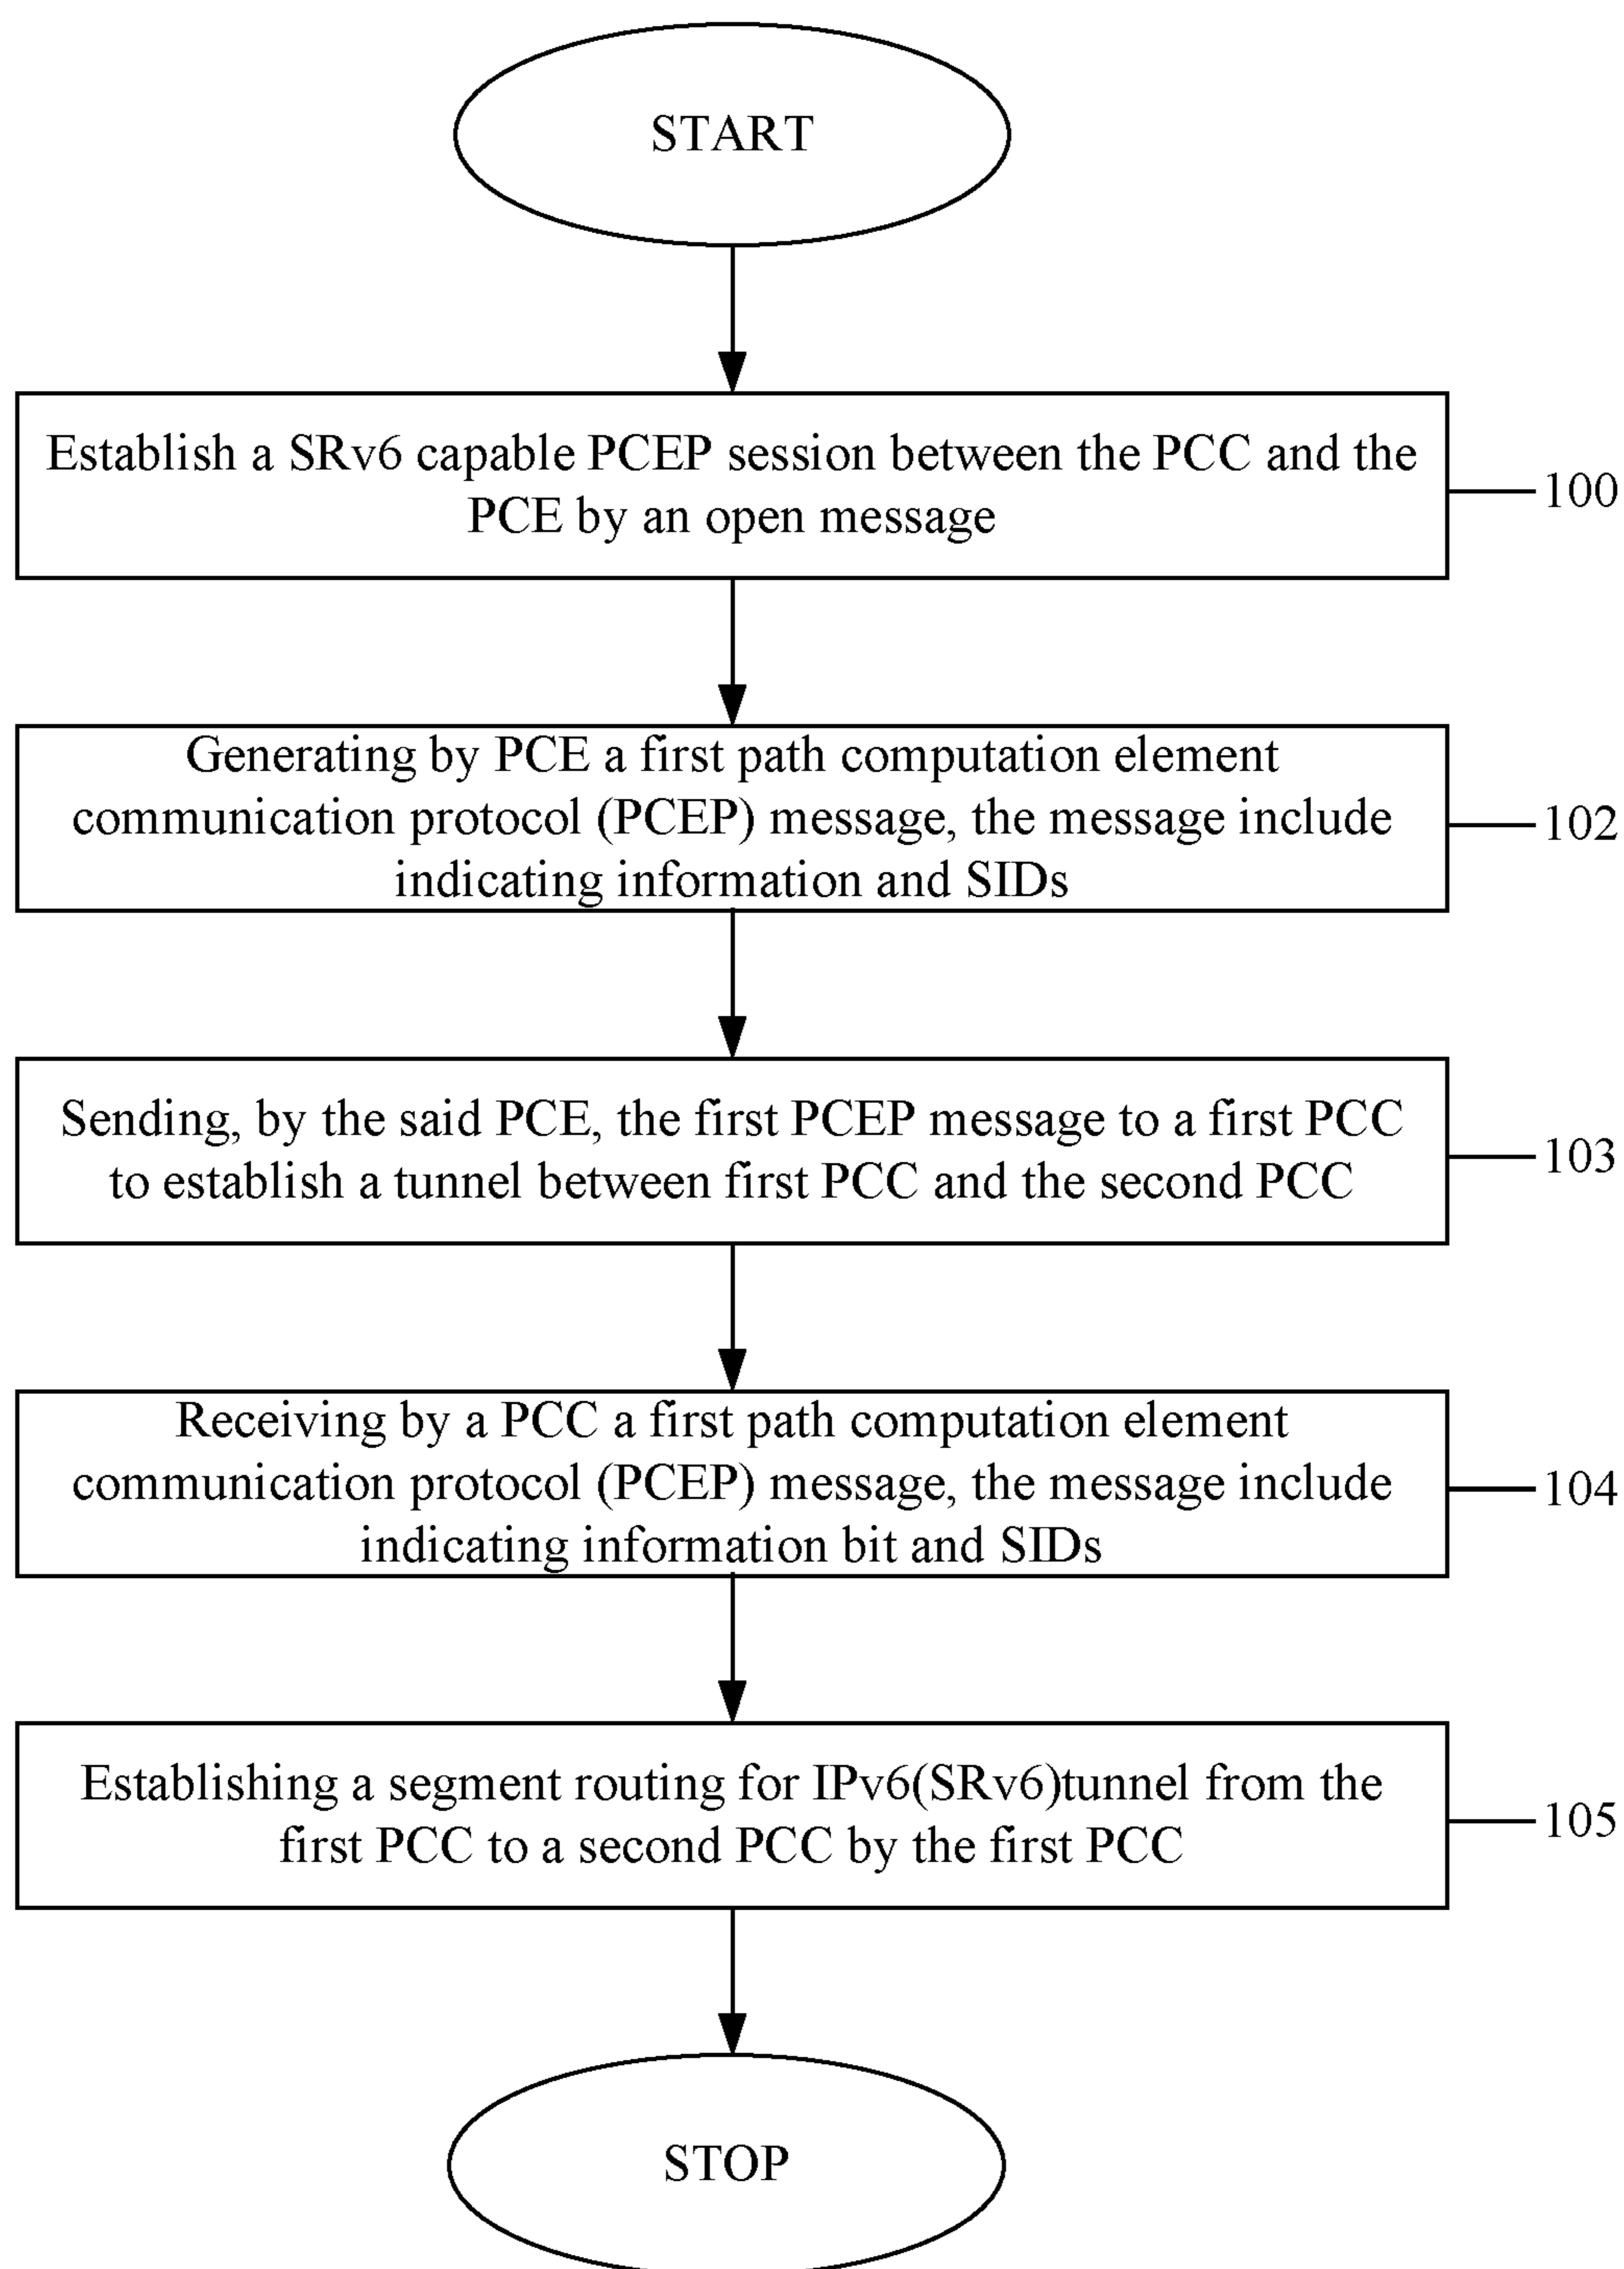 START
Establish a SRv6 capable PCEP session between the PCC and the
PCE by an open message
100
Generating by PCE a first path computation element
communication protocol (PCEP) message, the message include
indicating information and SIDs
102
Sending, by the said PCE, the first PCEP message to a first PCC
to establish a tunnel between first PCC and the second PCC
103
Receiving by a PCC a first path computation element
communication protocol (PCEP) message, the message include
indicating information bit and SIDs
104
Establishing a segment routing for IPv6(SRv6)tunnel from the
first PCC to a second PCC by the first PCC
105
STOP